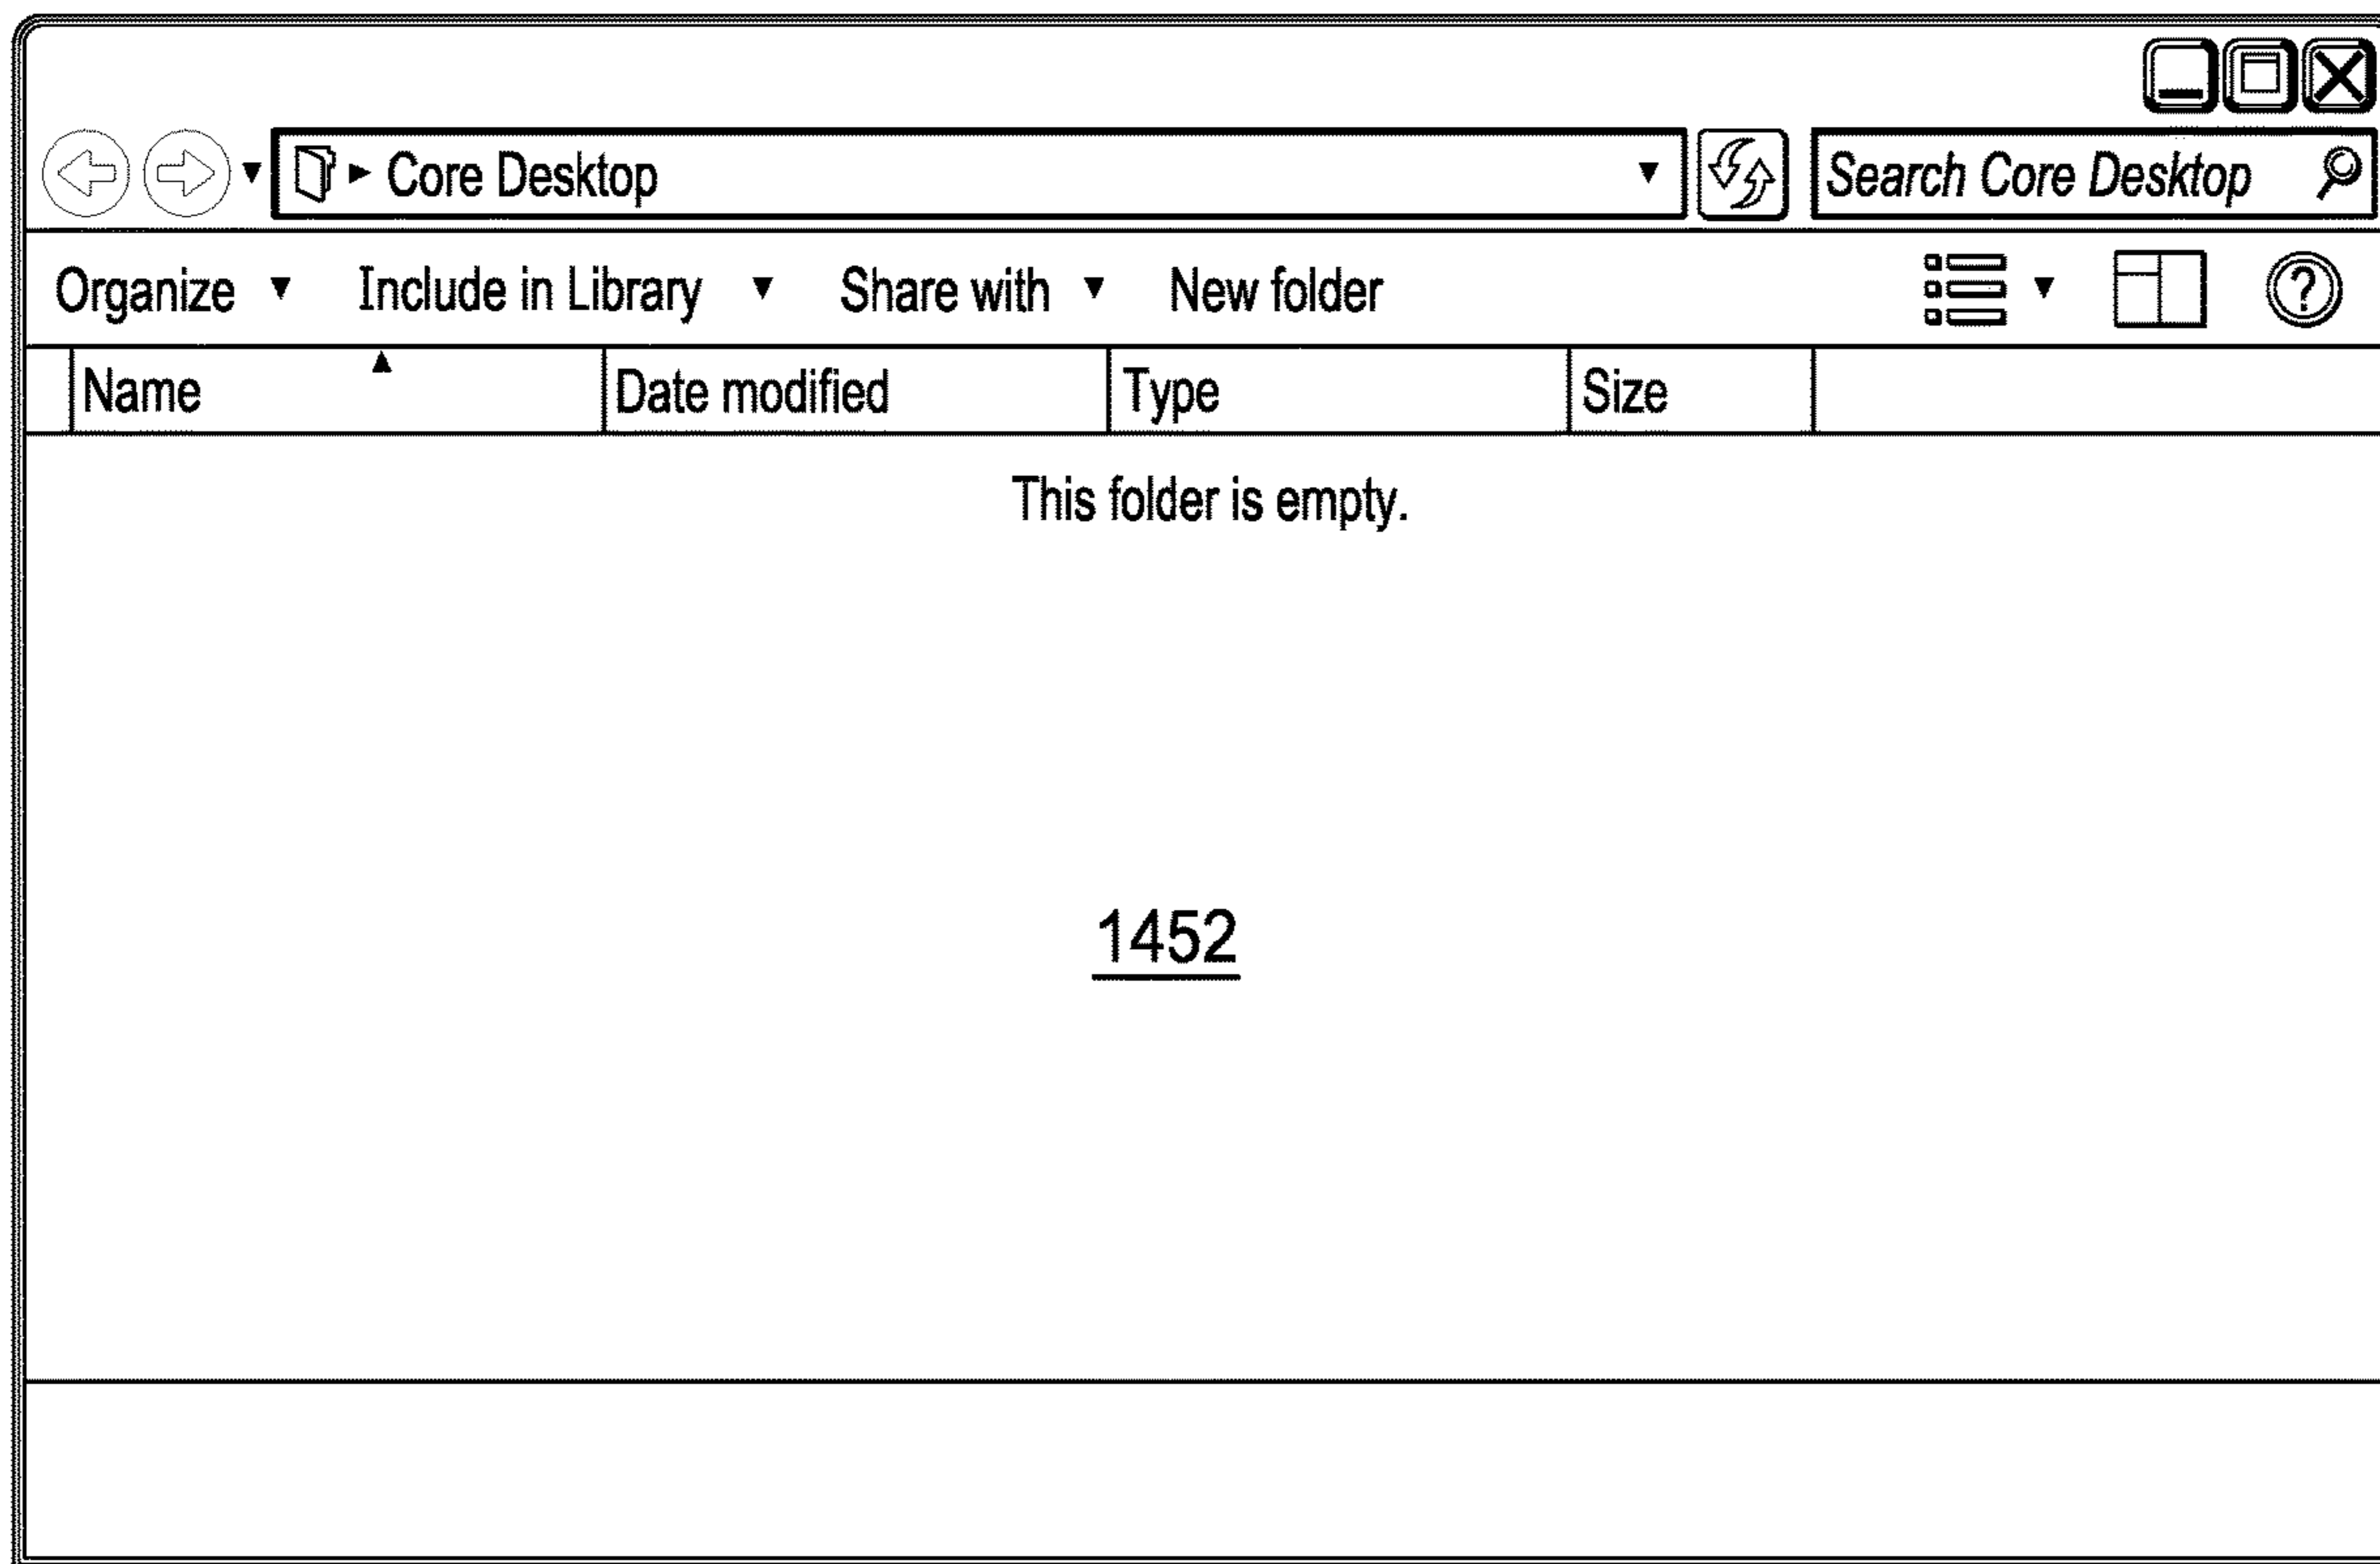 Core Desktop Search Core Desktop
Organize Include in Library Share with New folder
Name Date modified Type Size
This folder is empty.
1452